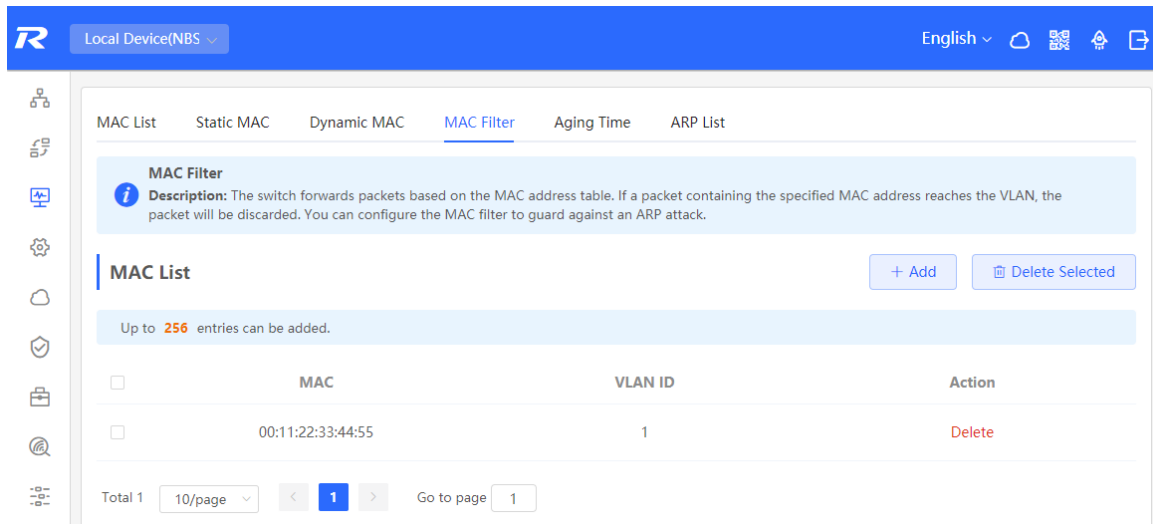 Local Device(NBS
English
MAC List Static MAC Dynamic MAC MAC Filter Aging Time ARP List
MAC Filter
Description: The switch forwards packets based on the MAC address table. If a packet containing the specified MAC address reaches the VLAN, the
packet will be discarded. You can configure the MAC filter to guard against an ARP attack.
MAC List + Add Delete Selected
Up to 256 entries can be added.
MAC VLAN ID Action
00:11:22:33:44:55 1 Delete
Total 1 10/page < 1 > Go to page 1